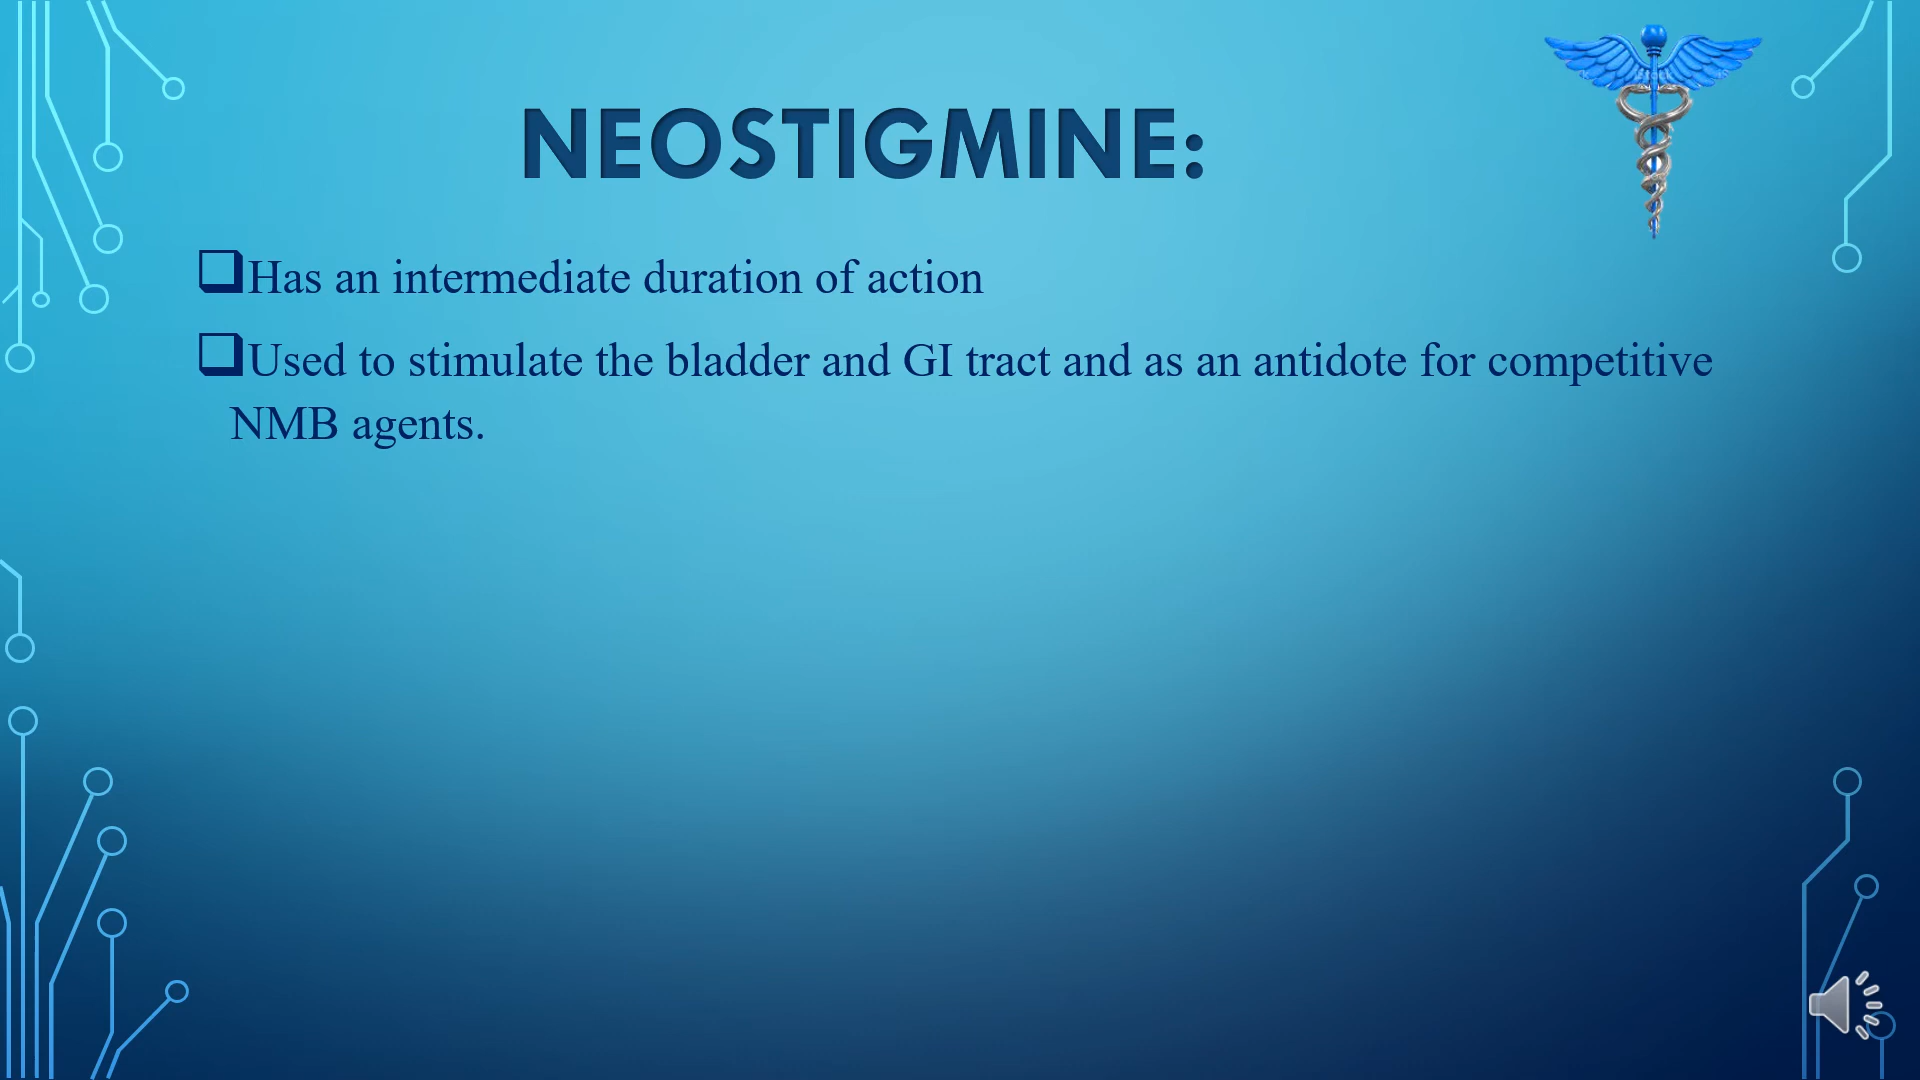 NEOSTIGMINE:
❑Has an intermediate duration of action
❑Used to stimulate the bladder and GI tract and as an antidote for competitive
NMB agents.
iStock